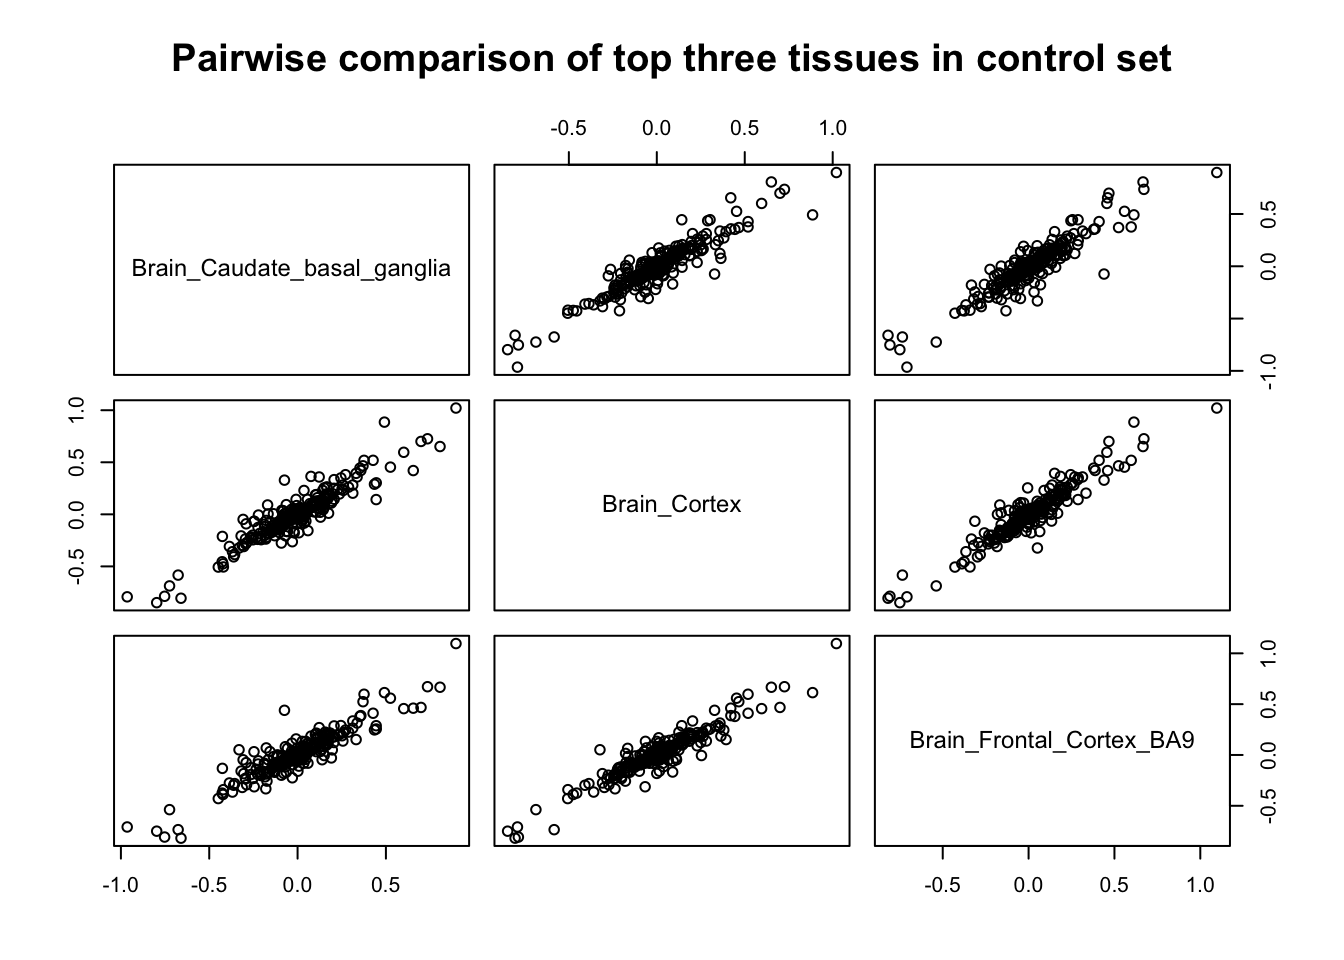 Pairwise comparison of top three tissues in control set
-0.5 0.0 0.5 1.0
Brain_Caudate_basal_ganglia
0.5
0.0
-1.0
1.0
0.5
0.0
-0.5
Brain_Cortex
1.0
0.5
0.0
-0.5
Brain_Frontal_Cortex_BA9
-1.0 -0.5 0.0 0.5
-0.5 0.0 0.5 1.0